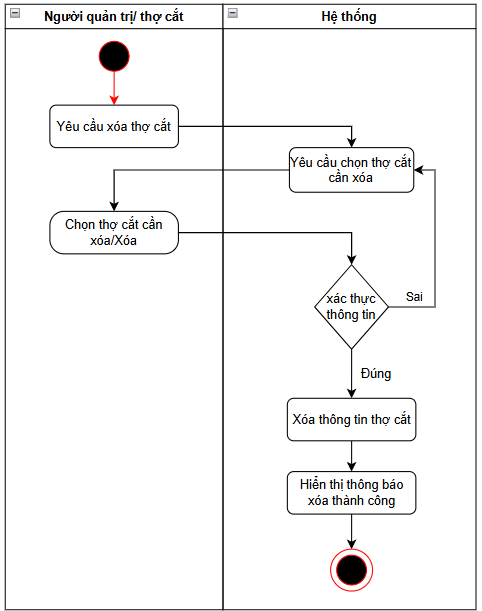 Người quản trị/ thợ cắt
Hệ thống
Yêu cầu xóa thợ cắt
Yêu cầu chọn thợ cắt
cần xóa
Chọn thợ cắt cần
xóa/Xóa
xác thực
thông tin
Sai
Đúng
Xóa thông tin thợ cắt
Hiển thị thông báo
xóa thành công